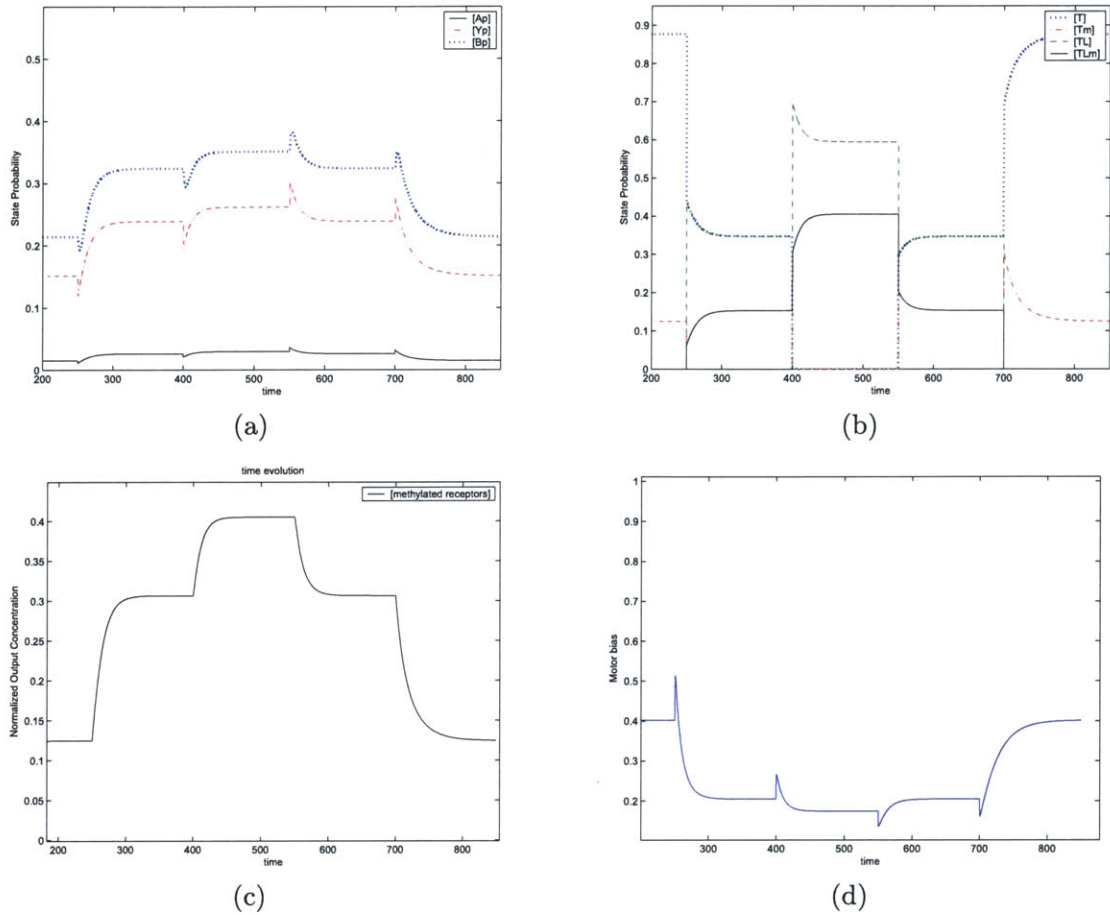 [Ap]
[Yp]
[Bp]
State Probability
0.5
0.4
0.3
0.2
0.1
0
200 300 400 500 600 700 800
time
(a)
[T]
[Tm]
[TL]
[TLm]
State Probability
0.9
0.8
0.7
0.6
0.5
0.4
0.3
0.2
0.1
0
200 300 400 500 600 700 800
time
(b)
time evolution
[methylated receptors]
Normalized Output Concentration
0.4
0.35
0.3
0.25
0.2
0.15
0.1
0.05
0
200 300 400 500 600 700 800
time
(c)
Motor bias
1
0.9
0.8
0.7
0.6
0.5
0.4
0.3
0.2
300 400 500 600 700 800
time
(d)